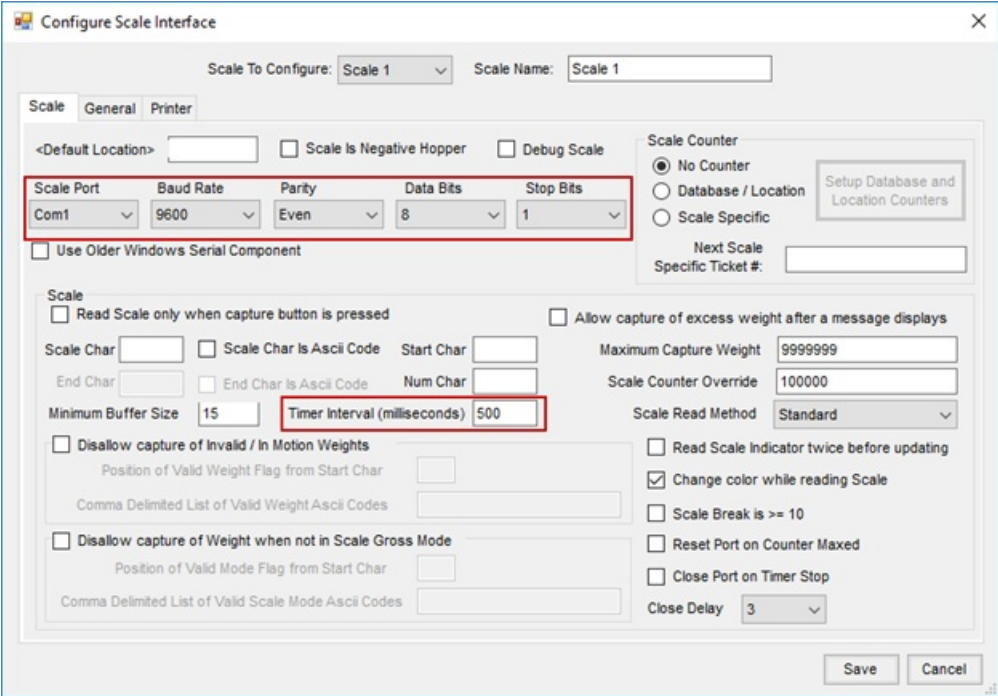 Configure Scale Interface
Scale To Configure: Scale 1 Scale Name: Scale 1
Scale General Printer
<Default Location> Scale Is Negative Hopper Debug Scale
Scale Counter
No Counter
Database / Location
Scale Specific
Setup Database and
Location Counters
Next Scale
Specific Ticket #:
Scale Port Baud Rate Parity Data Bits Stop Bits
Com1 9600 Even 8 1
Use Older Windows Serial Component
Scale
Read Scale only when capture button is pressed
Allow capture of excess weight after a message displays
Scale Char Scale Char Is Ascii Code Start Char Maximum Capture Weight 9999999
End Char End Char Is Ascii Code Num Char Scale Counter Override 100000
Minimum Buffer Size 15 Timer Interval (milliseconds) 500 Scale Read Method Standard
Disallow capture of Invalid / In Motion Weights
Position of Valid Weight Flag from Start Char
Comma Delimited List of Valid Weight Ascii Codes
Disallow capture of Weight when not in Scale Gross Mode
Position of Valid Mode Flag from Start Char
Comma Delimited List of Valid Scale Mode Ascii Codes
Read Scale Indicator twice before updating
Change color while reading Scale
Scale Break is >= 10
Reset Port on Counter Maxed
Close Port on Timer Stop
Close Delay 3
Save Cancel